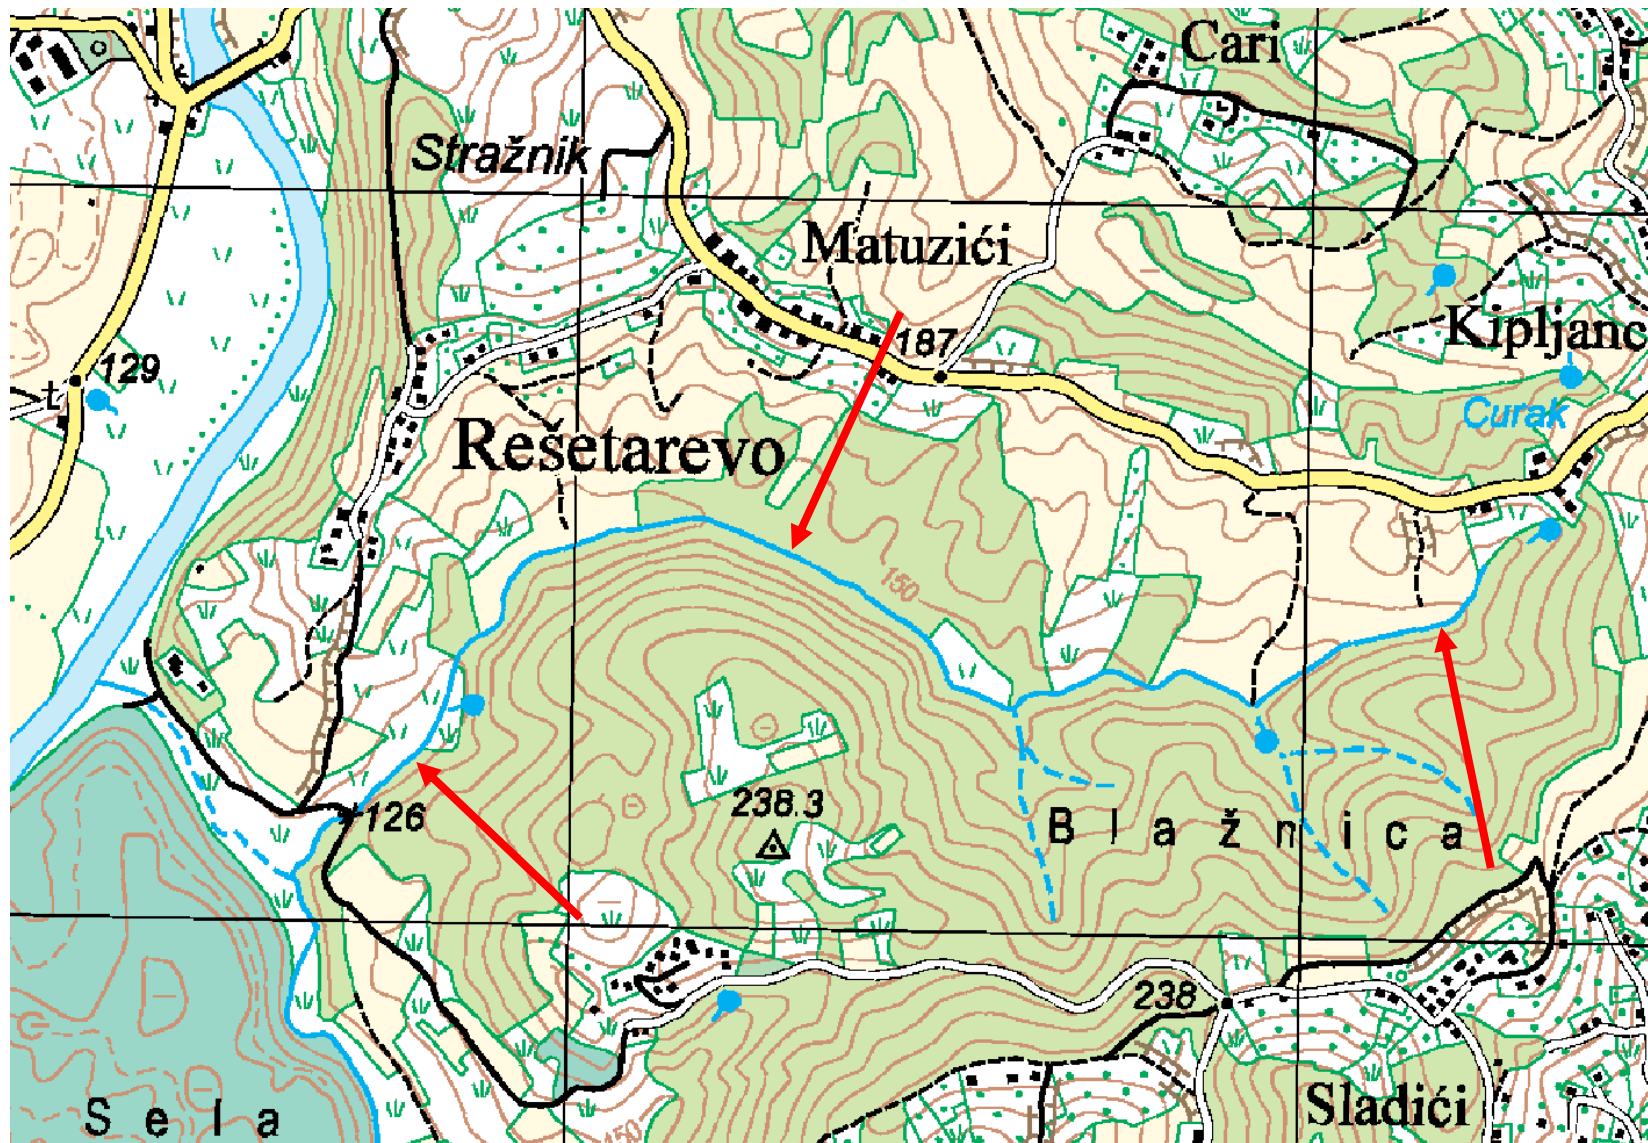 Cari
Stražnik
Matuzići
Kipljanc
187
129
t
Curak
Rešetarevo
150
126
238.3
Blažnica
238
Sela
Sladići
150